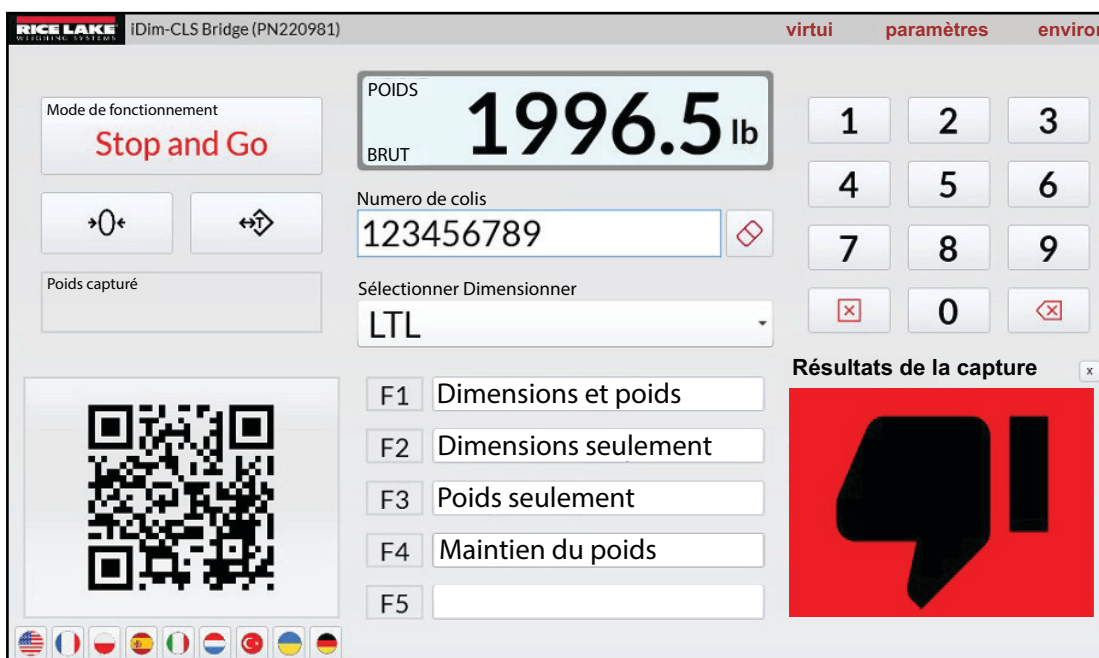 RICE LAKE
WEIGHING SYSTEMS
iDim-CLS Bridge (PN220981)
virtui
paramètres
environ
Mode de fonctionnement
Stop and Go
POIDS
BRUT
1996.5 lb
T
Numero de colis
123456789
Poids capturé
Sélectionner Dimensionner
LTL
1 2 3
4 5 6
7 8 9
0
F1 Dimensions et poids
F2 Dimensions seulement
F3 Poids seulement
F4 Maintien du poids
F5
Résultats de la capture
x